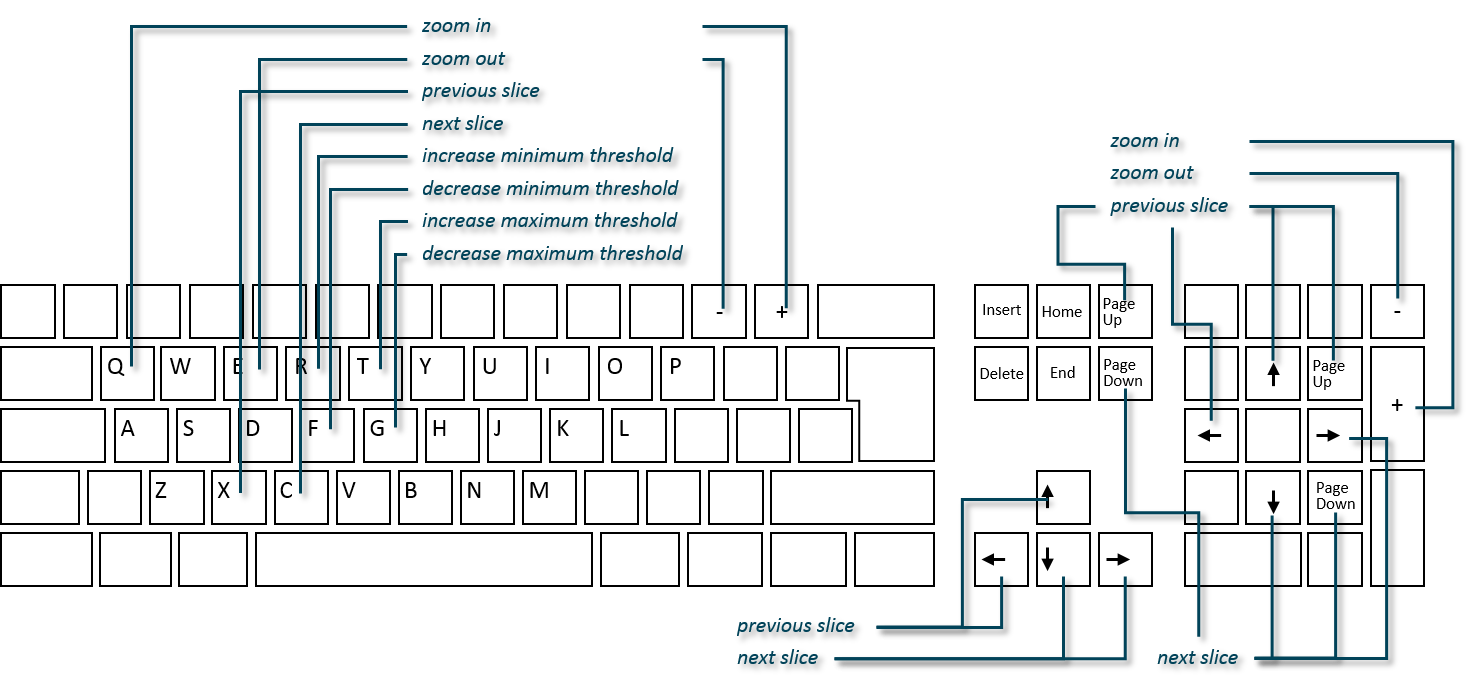 zoom in
zoom out
previous slice
next slice
increase minimum threshold
decrease minimum threshold
increase maximum threshold
decrease maximum threshold
zoom in
zoom out
previous slice
- +
Insert Home Page Up
-
Q W E R T Y U I O P
Delete End Page Down
↑ Page Up
+
A S D F G H J K L
← →
Z X C V B N M
↑
↓ Page Down
← ↓ →
previous slice
next slice
next slice